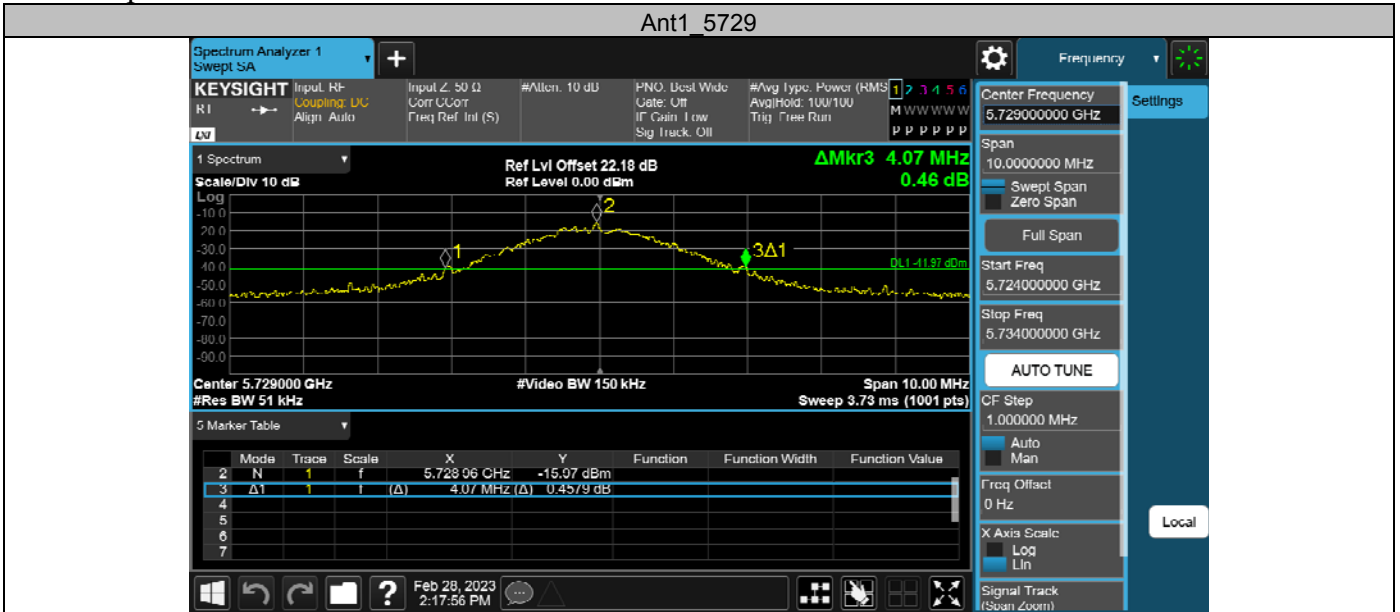 Ant1_5729
Spectrum Analyzer 1
Swept SA
Frequency
KEYSIGHT
Input: RF
Coupling: DC
Align: Auto
Input Z: 50 Ω
Corr CCorr
Freq Ref: Int (S)
#Atten: 10 dB
PNO: Best Wide
Gate: Off
IF Gain: Low
Sig Track: Off
#Avg Type: Power (RMS
Avg|Hold: 100/100
Trig: Free Run
1 2 3 4 5 6
M W W W W W
P P P P P P
LXI
1 Spectrum
Ref Lvl Offset 22.18 dB
ΔMkr3 4.07 MHz
Scale/Div 10 dB
Ref Level 0.00 dBm
0.46 dB
Log
-10.0
-20.0
-30.0
-40.0
-50.0
-60.0
-70.0
-80.0
-90.0
1
2
3Δ1
DL1 -41.97 dBm
Center 5.729000 GHz
#Video BW 150 kHz
Span 10.00 MHz
#Res BW 51 kHz
Sweep 3.73 ms (1001 pts)
5 Marker Table
Mode Trace Scale X Y Function Function Width Function Value
2 N 1 f 5.728 96 GHz -15.97 dBm
3 Δ1 1 f (Δ) 4.07 MHz (Δ) 0.4579 dB
4
5
6
7
Center Frequency
5.729000000 GHz
Settings
Span
10.0000000 MHz
Swept Span
Zero Span
Full Span
Start Freq
5.724000000 GHz
Stop Freq
5.734000000 GHz
AUTO TUNE
CF Step
1.000000 MHz
Auto
Man
Freq Offset
0 Hz
X Axis Scale
Log
Lin
Signal Track
(Span Zoom)
Local
Feb 28, 2023
2:17:56 PM